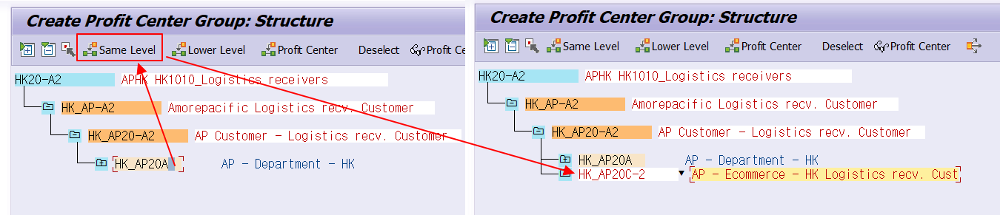 Create Profit Center Group: Structure
Same Level Lower Level Profit Center Deselect Profit Ce
HK20-A2 APHK HK1010_Logistics receivers
HK_AP-A2 Amorepacific Logistics recv. Customer
HK_AP20-A2 AP Customer - Logistics recv. Customer
HK_AP20A AP - Department - HK
Create Profit Center Group: Structure
Same Level Lower Level Profit Center Deselect Profit Center
HK20-A2 APHK HK1010_Logistics receivers
HK_AP-A2 Amorepacific Logistics recv. Customer
HK_AP20-A2 AP Customer - Logistics recv. Customer
HK_AP20A AP - Department - HK
HK_AP20C-2 AP - Ecommerce - HK Logistics recv. Cust